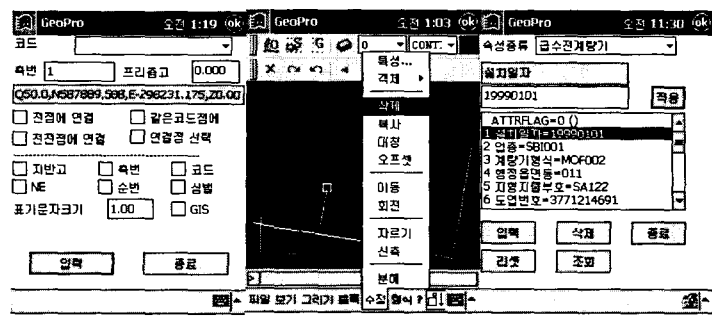 GeoPro 오전 1:19 ok
코드
측번 1 프리즘고 0.000
Q50.0,N587889.588,E-298231.175,Z0.00
전점에 연결 같은코드점에
전전점에 연결 연결점 선택
지반고 측번 코드
NE 순번 심벌
표기문자크기 1.00 GIS
입력 종료
GeoPro 오전 1:03 ok
0 CONT.
특성...
객체
삭제
복사
대칭
오프셋
이동
회전
자르기
신축
분해
파일 보기 그리기 블록 수정 형식 ?
GeoPro 오전 11:30 ok
속성종류 급수전계량기
설치일자
19990101 적용
ATTRFLAG=0 ()
1 설치일자=19990101
2 업종=SBI001
3 계량기형식=MOF002
4 행정읍면동=011
5 지형지물부호=SA122
6 도엽번호=3771214691
입력 삭제 종료
리셋 조회